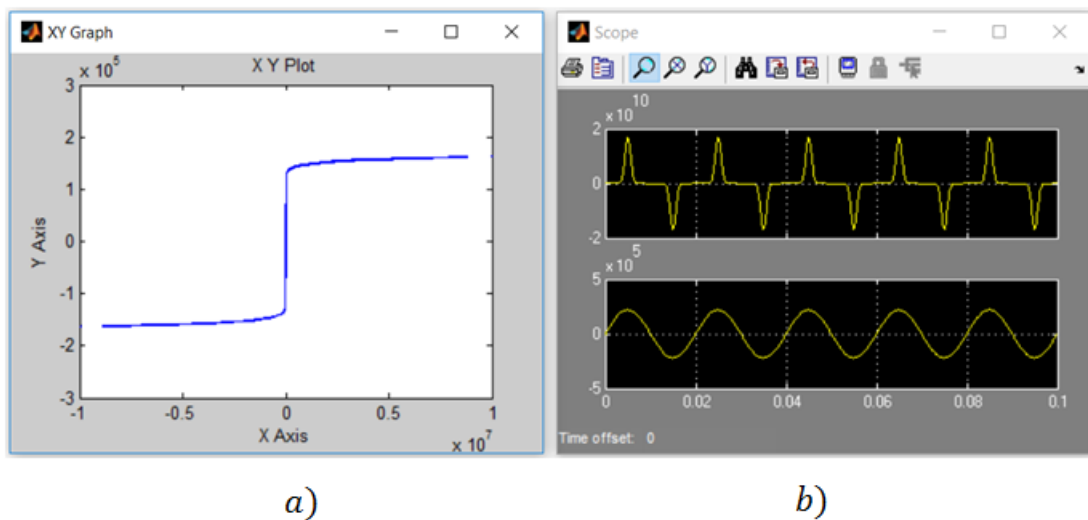 XY Graph
X Y Plot
x 10^5
3
2
1
0
-1
-2
-3
Y Axis
-1
-0.5
0
0.5
1
X Axis
x 10^7
a)
Scope
x 10^10
2
0
-2
x 10^5
5
0
-5
0
0.02
0.04
0.06
0.08
0.1
Time offset: 0
b)